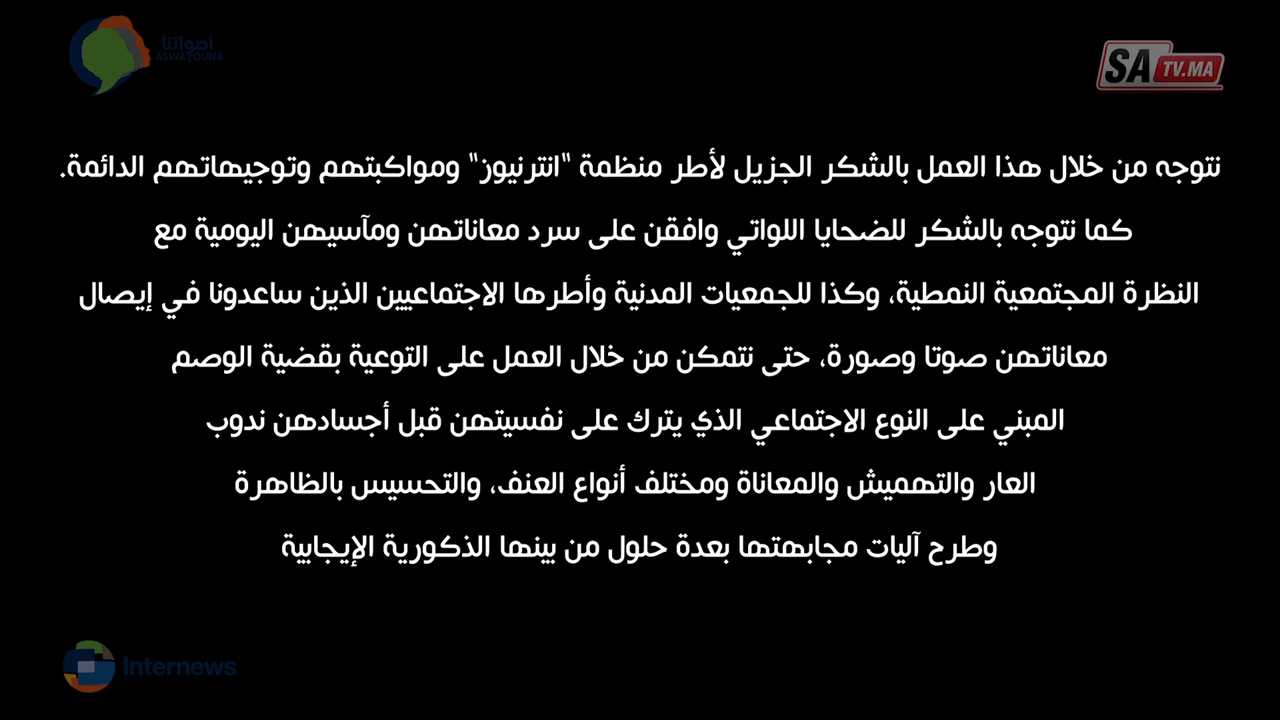 أصواتنا
ASWATOUNA
SA TV.MA
نتوجه من خلال هذا العمل بالشكر الجزيل لأطر منظمة "انترنيوز" ومواكبتهم وتوجيهاتهم الدائمة.
كما نتوجه بالشكر للضحايا اللواتي وافقن على سرد معاناتهن ومآسيهن اليومية مع
النظرة المجتمعية النمطية، وكذا للجمعيات المدنية وأطرها الاجتماعيين الذين ساعدونا في إيصال
معاناتهن صوتا وصورة، حتى نتمكن من خلال العمل على التوعية بقضية الوصم
المبني على النوع الاجتماعي الذي يترك على نفسيتهن قبل أجسادهن ندوب
العار والتهميش والمعاناة ومختلف أنواع العنف، والتحسيس بالظاهرة
وطرح آليات مجابهتها بعدة حلول من بينها الذكورية الإيجابية
Internews